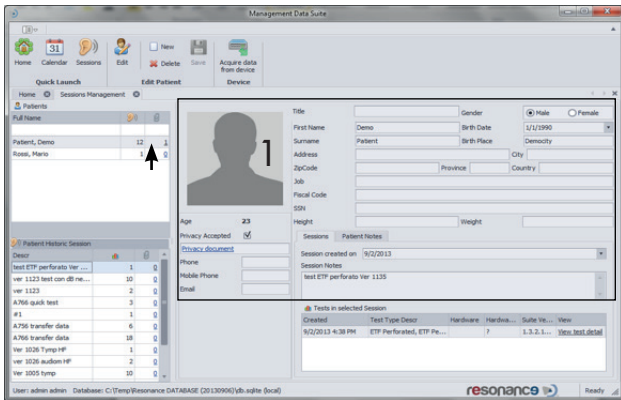 Management Data Suite
31
New
Delete
Home Calendar Sessions Edit Save Acquire data from device
Quick Launch Edit Patient Device
Home Sessions Management
Patients
Full Name
Patient, Demo 12 1
Rossi, Mario 1 0
Patient Historic Session
Descr
test ETF perforato Ver ... 1 0
ver 1123 test con dB ne... 10 0
ver 1123 2 0
A766 quick test 3 0
#1 1 0
A756 transfer data 6 0
A766 transfer data 18 0
Ver 1026 Tymp HF 1 0
ver 1026 audiom HF 2 0
Ver 1005 tymp 10 0
1
Age 23
Privacy Accepted
Privacy document
Phone
Mobile Phone
Email
Title Gender Male Female
First Name Demo Birth Date 1/1/1990
Surname Patient Birth Place Democity
Address City
ZipCode Province Country
Job
Fiscal Code
SSN
Height Weight
Sessions Patient Notes
Session created on 9/2/2013
Session Notes
test ETF perforato Ver 1135
Tests in selected Session
Created Test Type Descr Hardware Hardwa... Suite Ve... View
9/2/2013 4:38 PM ETF Perforated, ETF Pe... ? 1.3.2.1... View test detail
User: admin admin Database: C:\Temp\Resonance DATABASE (20130906)\db.sqlite (local)
resonance
Ready